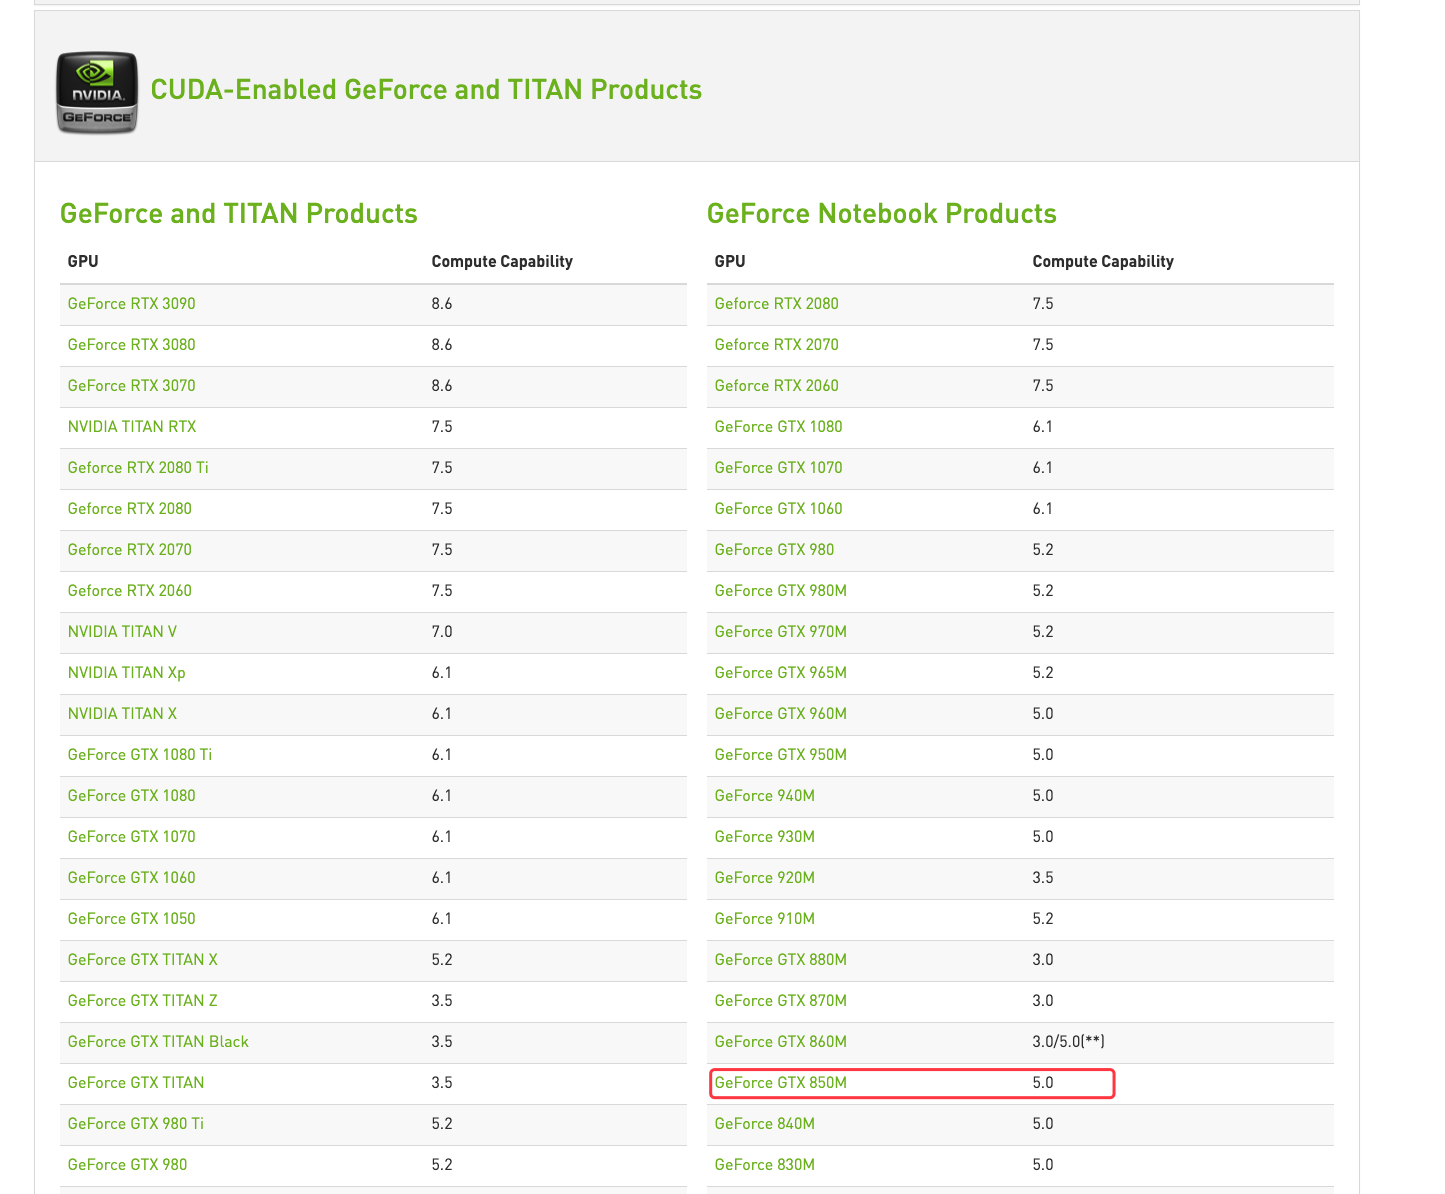 NVIDIA.
GEFORCE
CUDA-Enabled GeForce and TITAN Products
GeForce and TITAN Products
GPU Compute Capability
GeForce RTX 3090 8.6
GeForce RTX 3080 8.6
GeForce RTX 3070 8.6
NVIDIA TITAN RTX 7.5
Geforce RTX 2080 Ti 7.5
Geforce RTX 2080 7.5
Geforce RTX 2070 7.5
Geforce RTX 2060 7.5
NVIDIA TITAN V 7.0
NVIDIA TITAN Xp 6.1
NVIDIA TITAN X 6.1
GeForce GTX 1080 Ti 6.1
GeForce GTX 1080 6.1
GeForce GTX 1070 6.1
GeForce GTX 1060 6.1
GeForce GTX 1050 6.1
GeForce GTX TITAN X 5.2
GeForce GTX TITAN Z 3.5
GeForce GTX TITAN Black 3.5
GeForce GTX TITAN 3.5
GeForce GTX 980 Ti 5.2
GeForce GTX 980 5.2
GeForce Notebook Products
GPU Compute Capability
Geforce RTX 2080 7.5
Geforce RTX 2070 7.5
Geforce RTX 2060 7.5
GeForce GTX 1080 6.1
GeForce GTX 1070 6.1
GeForce GTX 1060 6.1
GeForce GTX 980 5.2
GeForce GTX 980M 5.2
GeForce GTX 970M 5.2
GeForce GTX 965M 5.2
GeForce GTX 960M 5.0
GeForce GTX 950M 5.0
GeForce 940M 5.0
GeForce 930M 5.0
GeForce 920M 3.5
GeForce 910M 5.2
GeForce GTX 880M 3.0
GeForce GTX 870M 3.0
GeForce GTX 860M 3.0/5.0(**)
GeForce GTX 850M 5.0
GeForce 840M 5.0
GeForce 830M 5.0